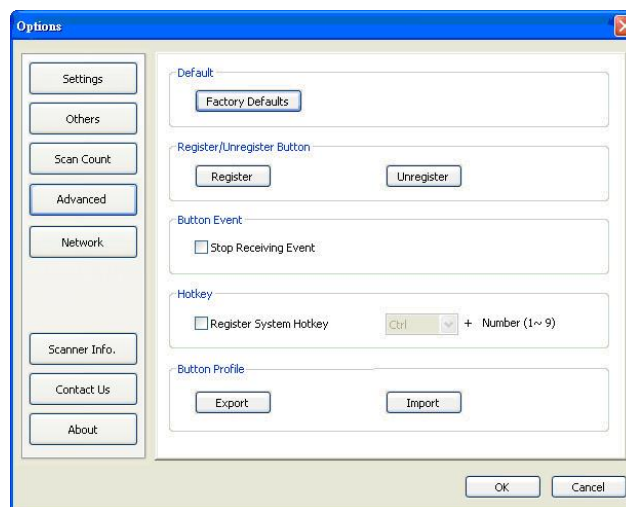 Options
Settings
Others
Scan Count
Advanced
Network
Scanner Info.
Contact Us
About
Default
Factory Defaults
Register/Unregister Button
Register Unregister
Button Event
Stop Receiving Event
Hotkey
Register System Hotkey Ctrl + Number (1~ 9)
Button Profile
Export Import
OK Cancel